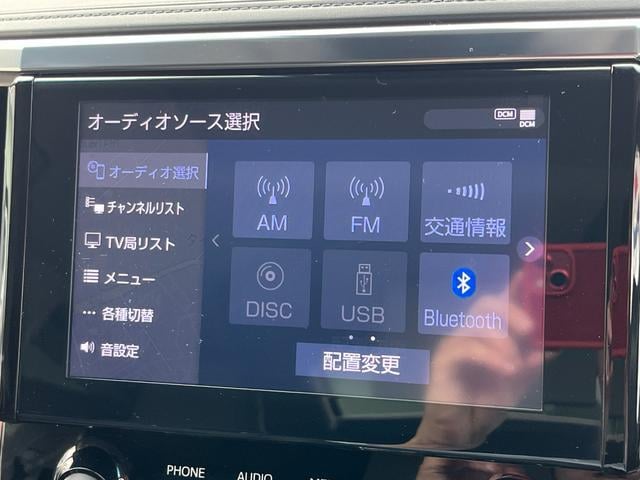 オーディオソース選択
DCM
DCM
オーディオ選択
チャンネルリスト
TV局リスト
メニュー
各種切替
音設定
AM
FM
交通情報
DISC
USB
Bluetooth
配置変更
PHONE
AUDIO